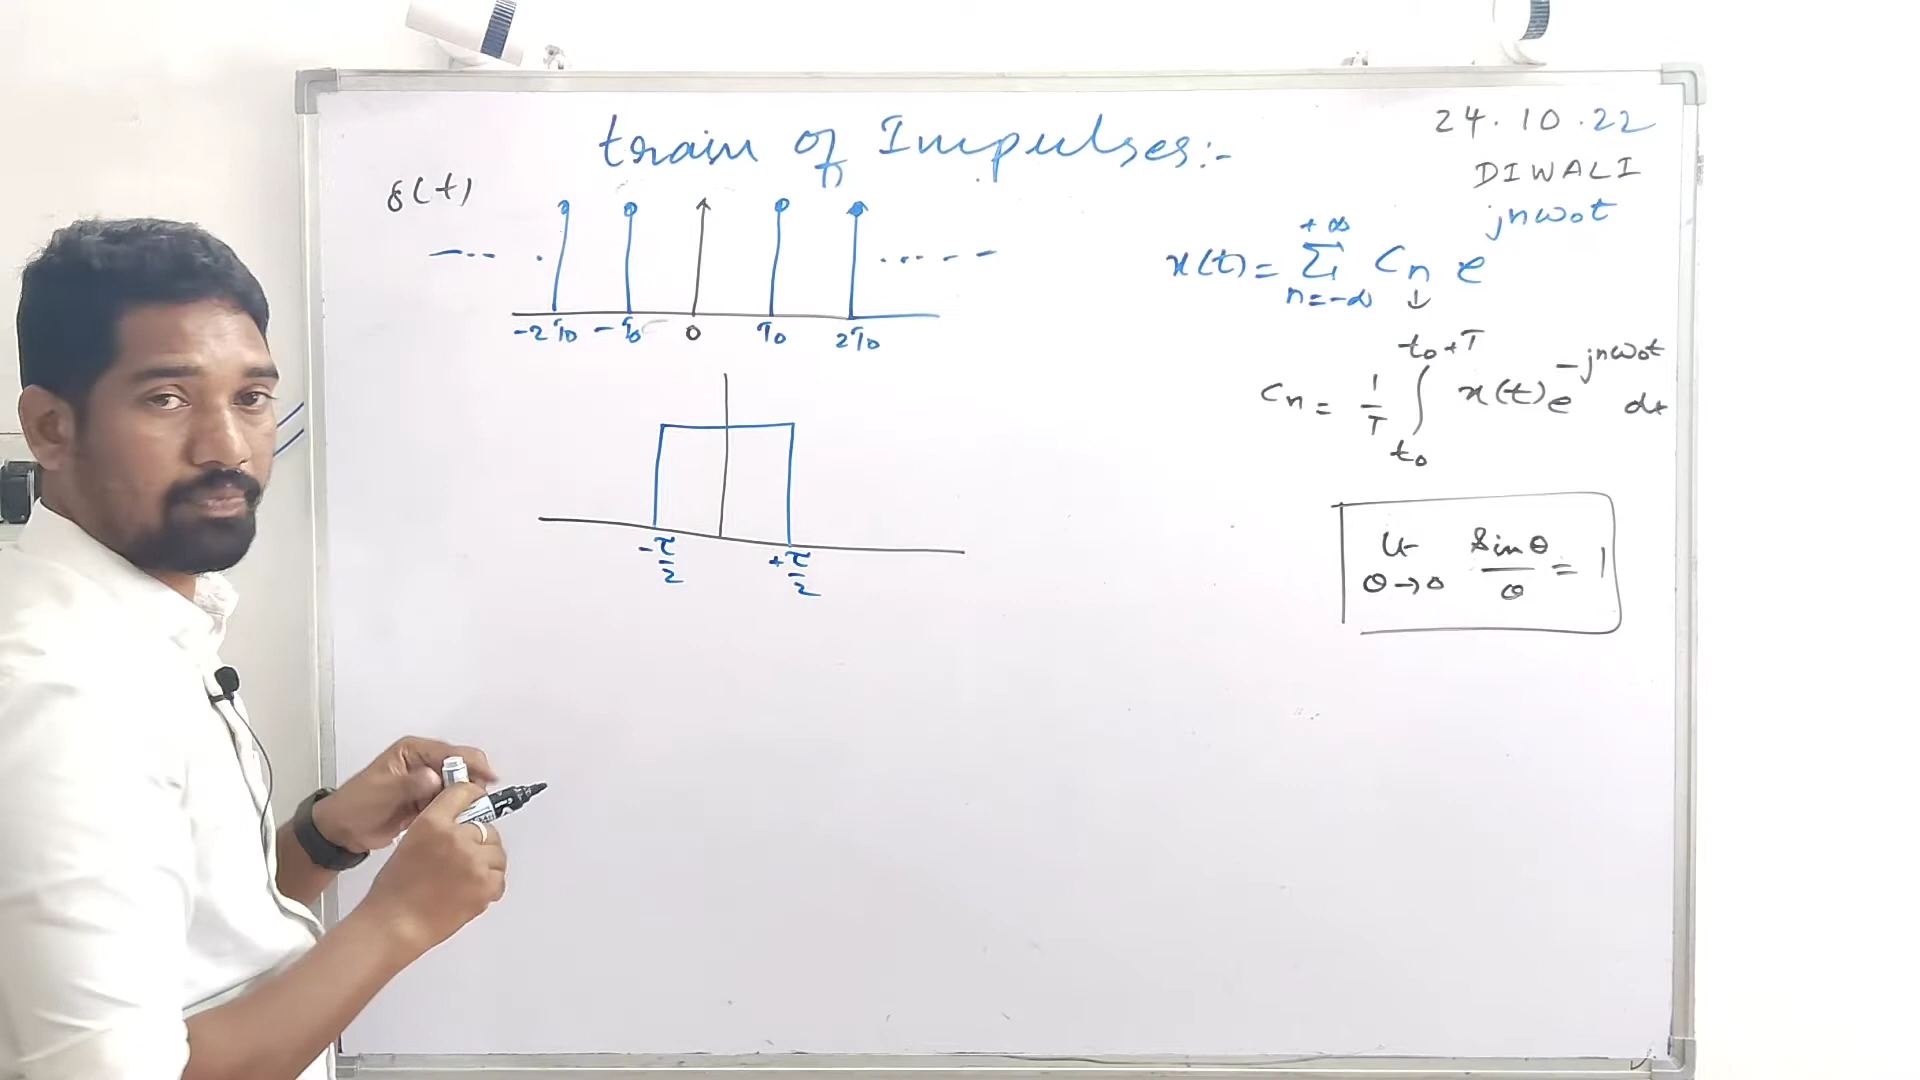 train of Impulses:-
24.10.22
DIWALI
δ(t)
-2T0 -T0 0 T0 2T0
x(t) = Σ Cn e^jnω0t
+∞
n=-∞
↓
Cn = 1/T ∫ x(t) e^-jnω0t dt
t0+T
t0
-τ/2 +τ/2
Lt θ→0 Sinθ/θ = 1